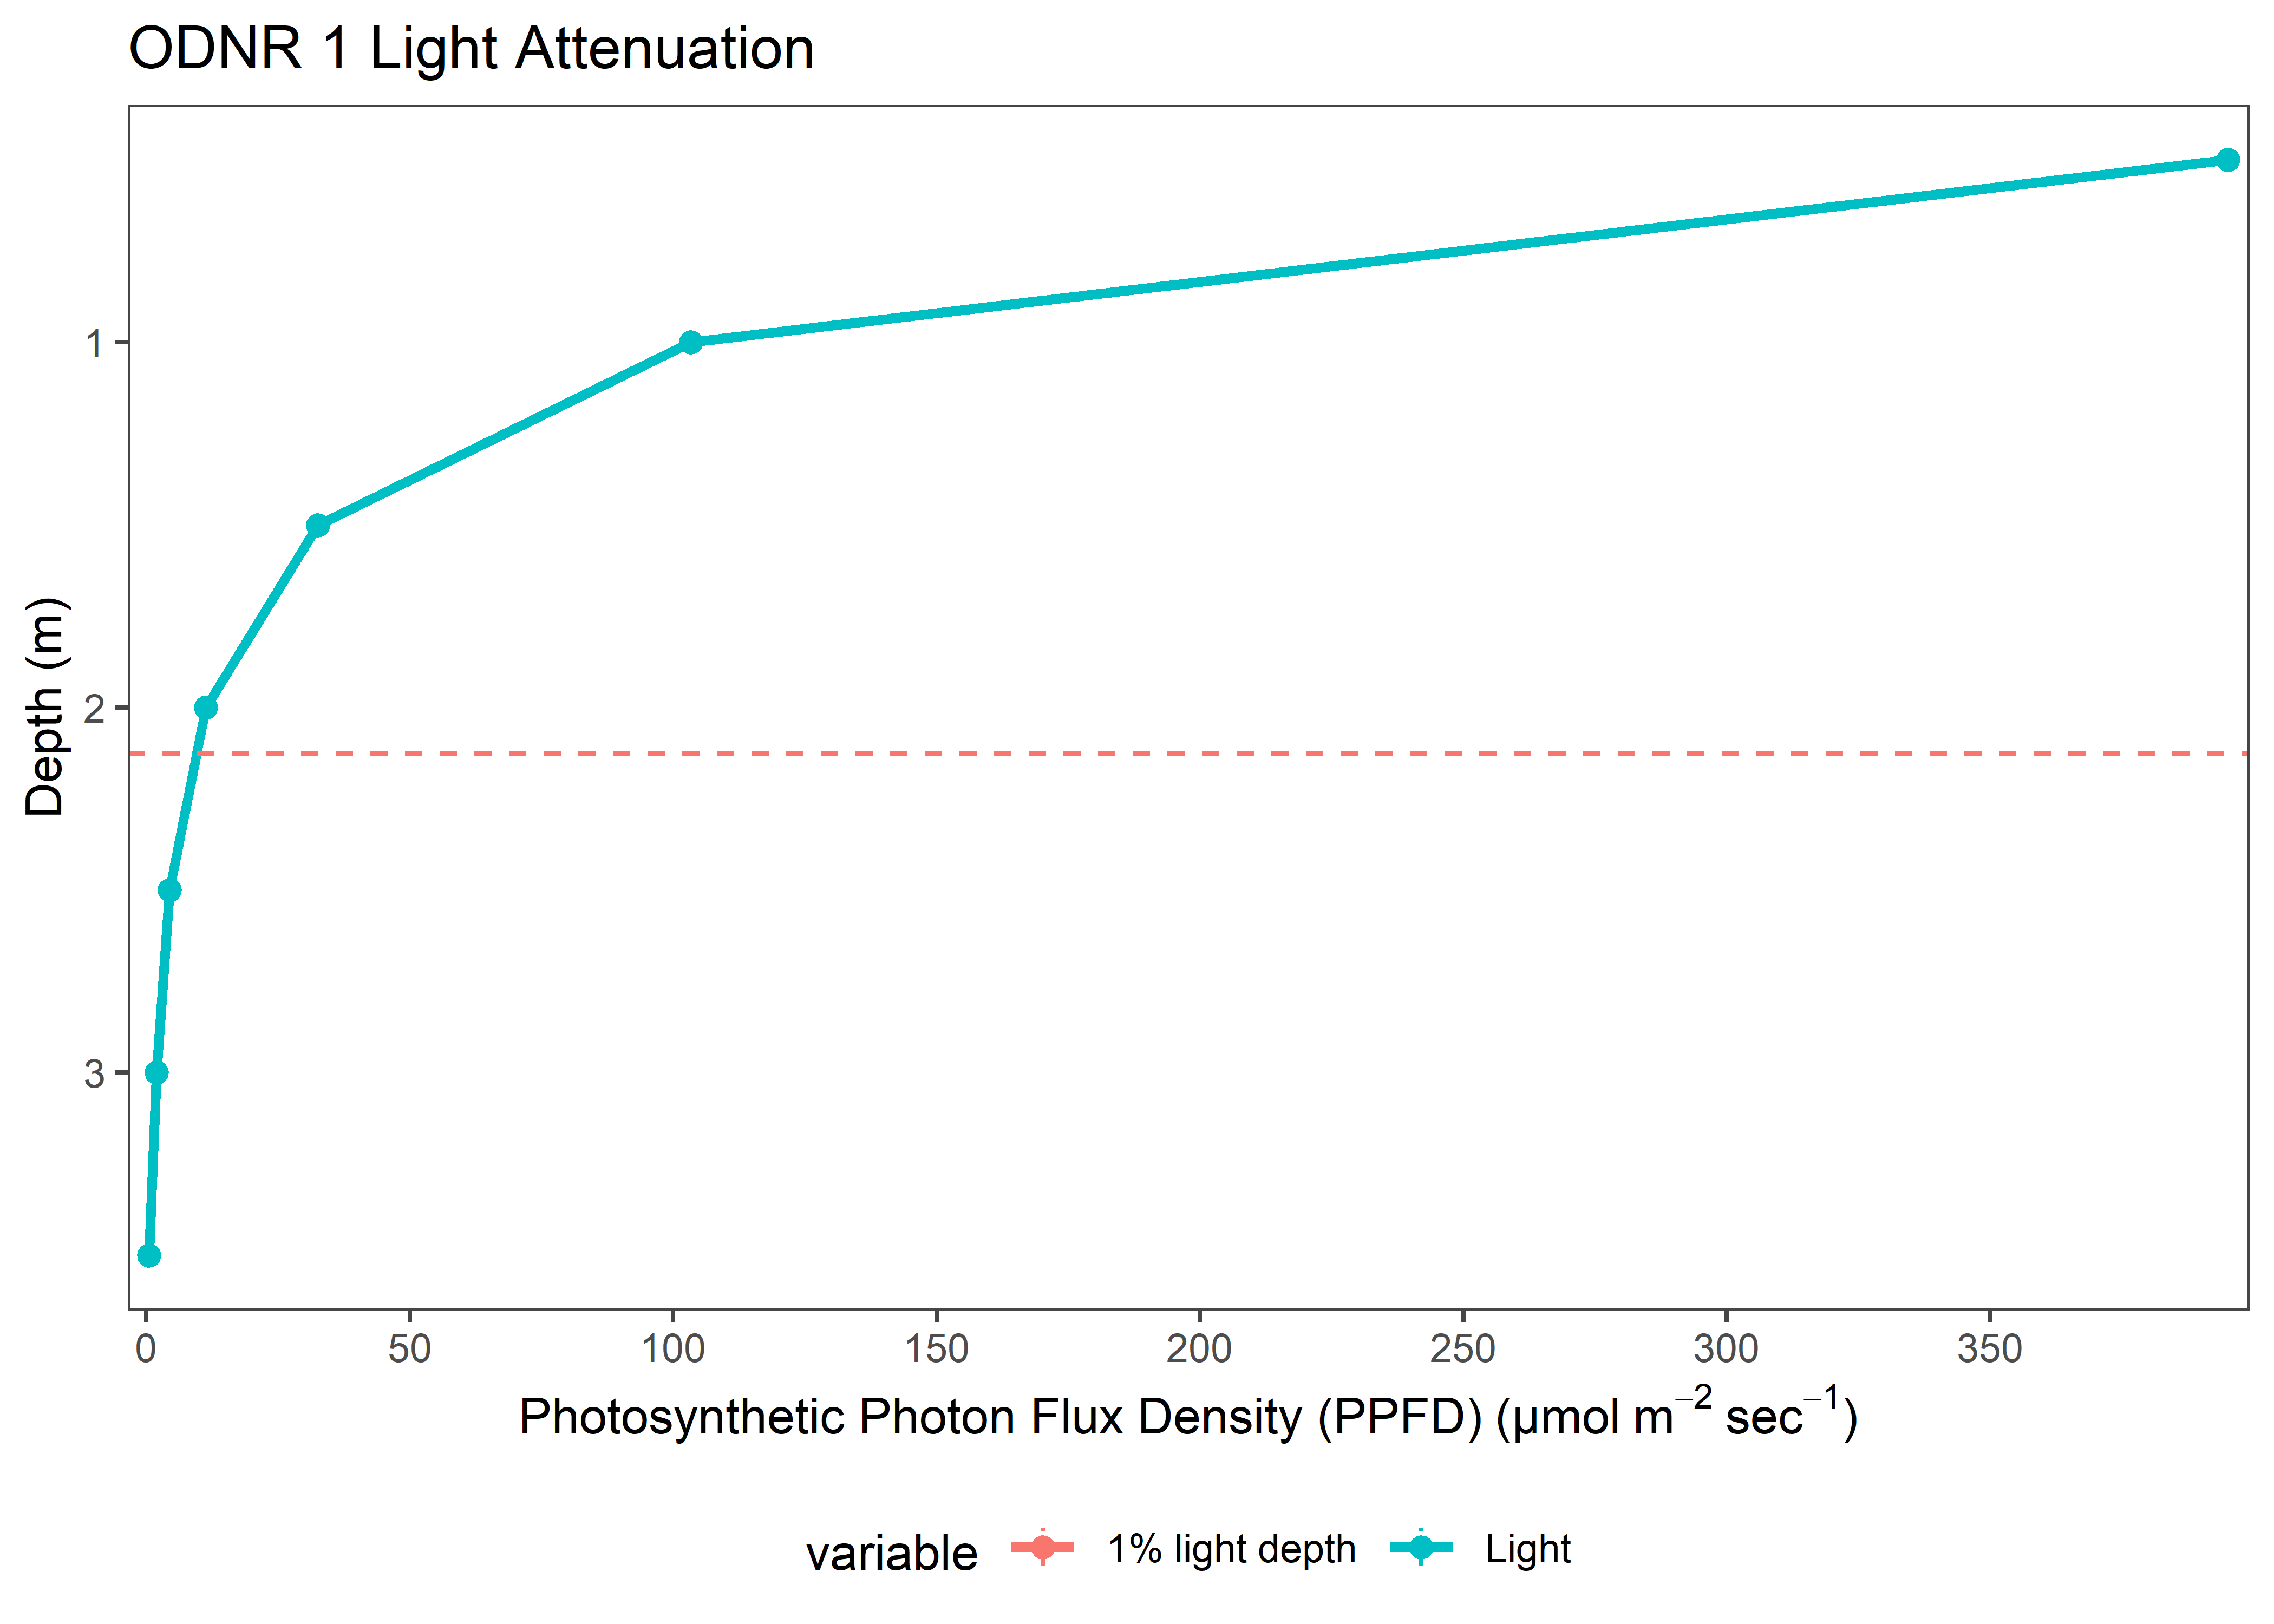 ODNR 1 Light Attenuation
Depth (m)
1
2
3
0 50 100 150 200 250 300 350
Photosynthetic Photon Flux Density (PPFD) (µmol m⁻² sec⁻¹)
variable 1% light depth Light